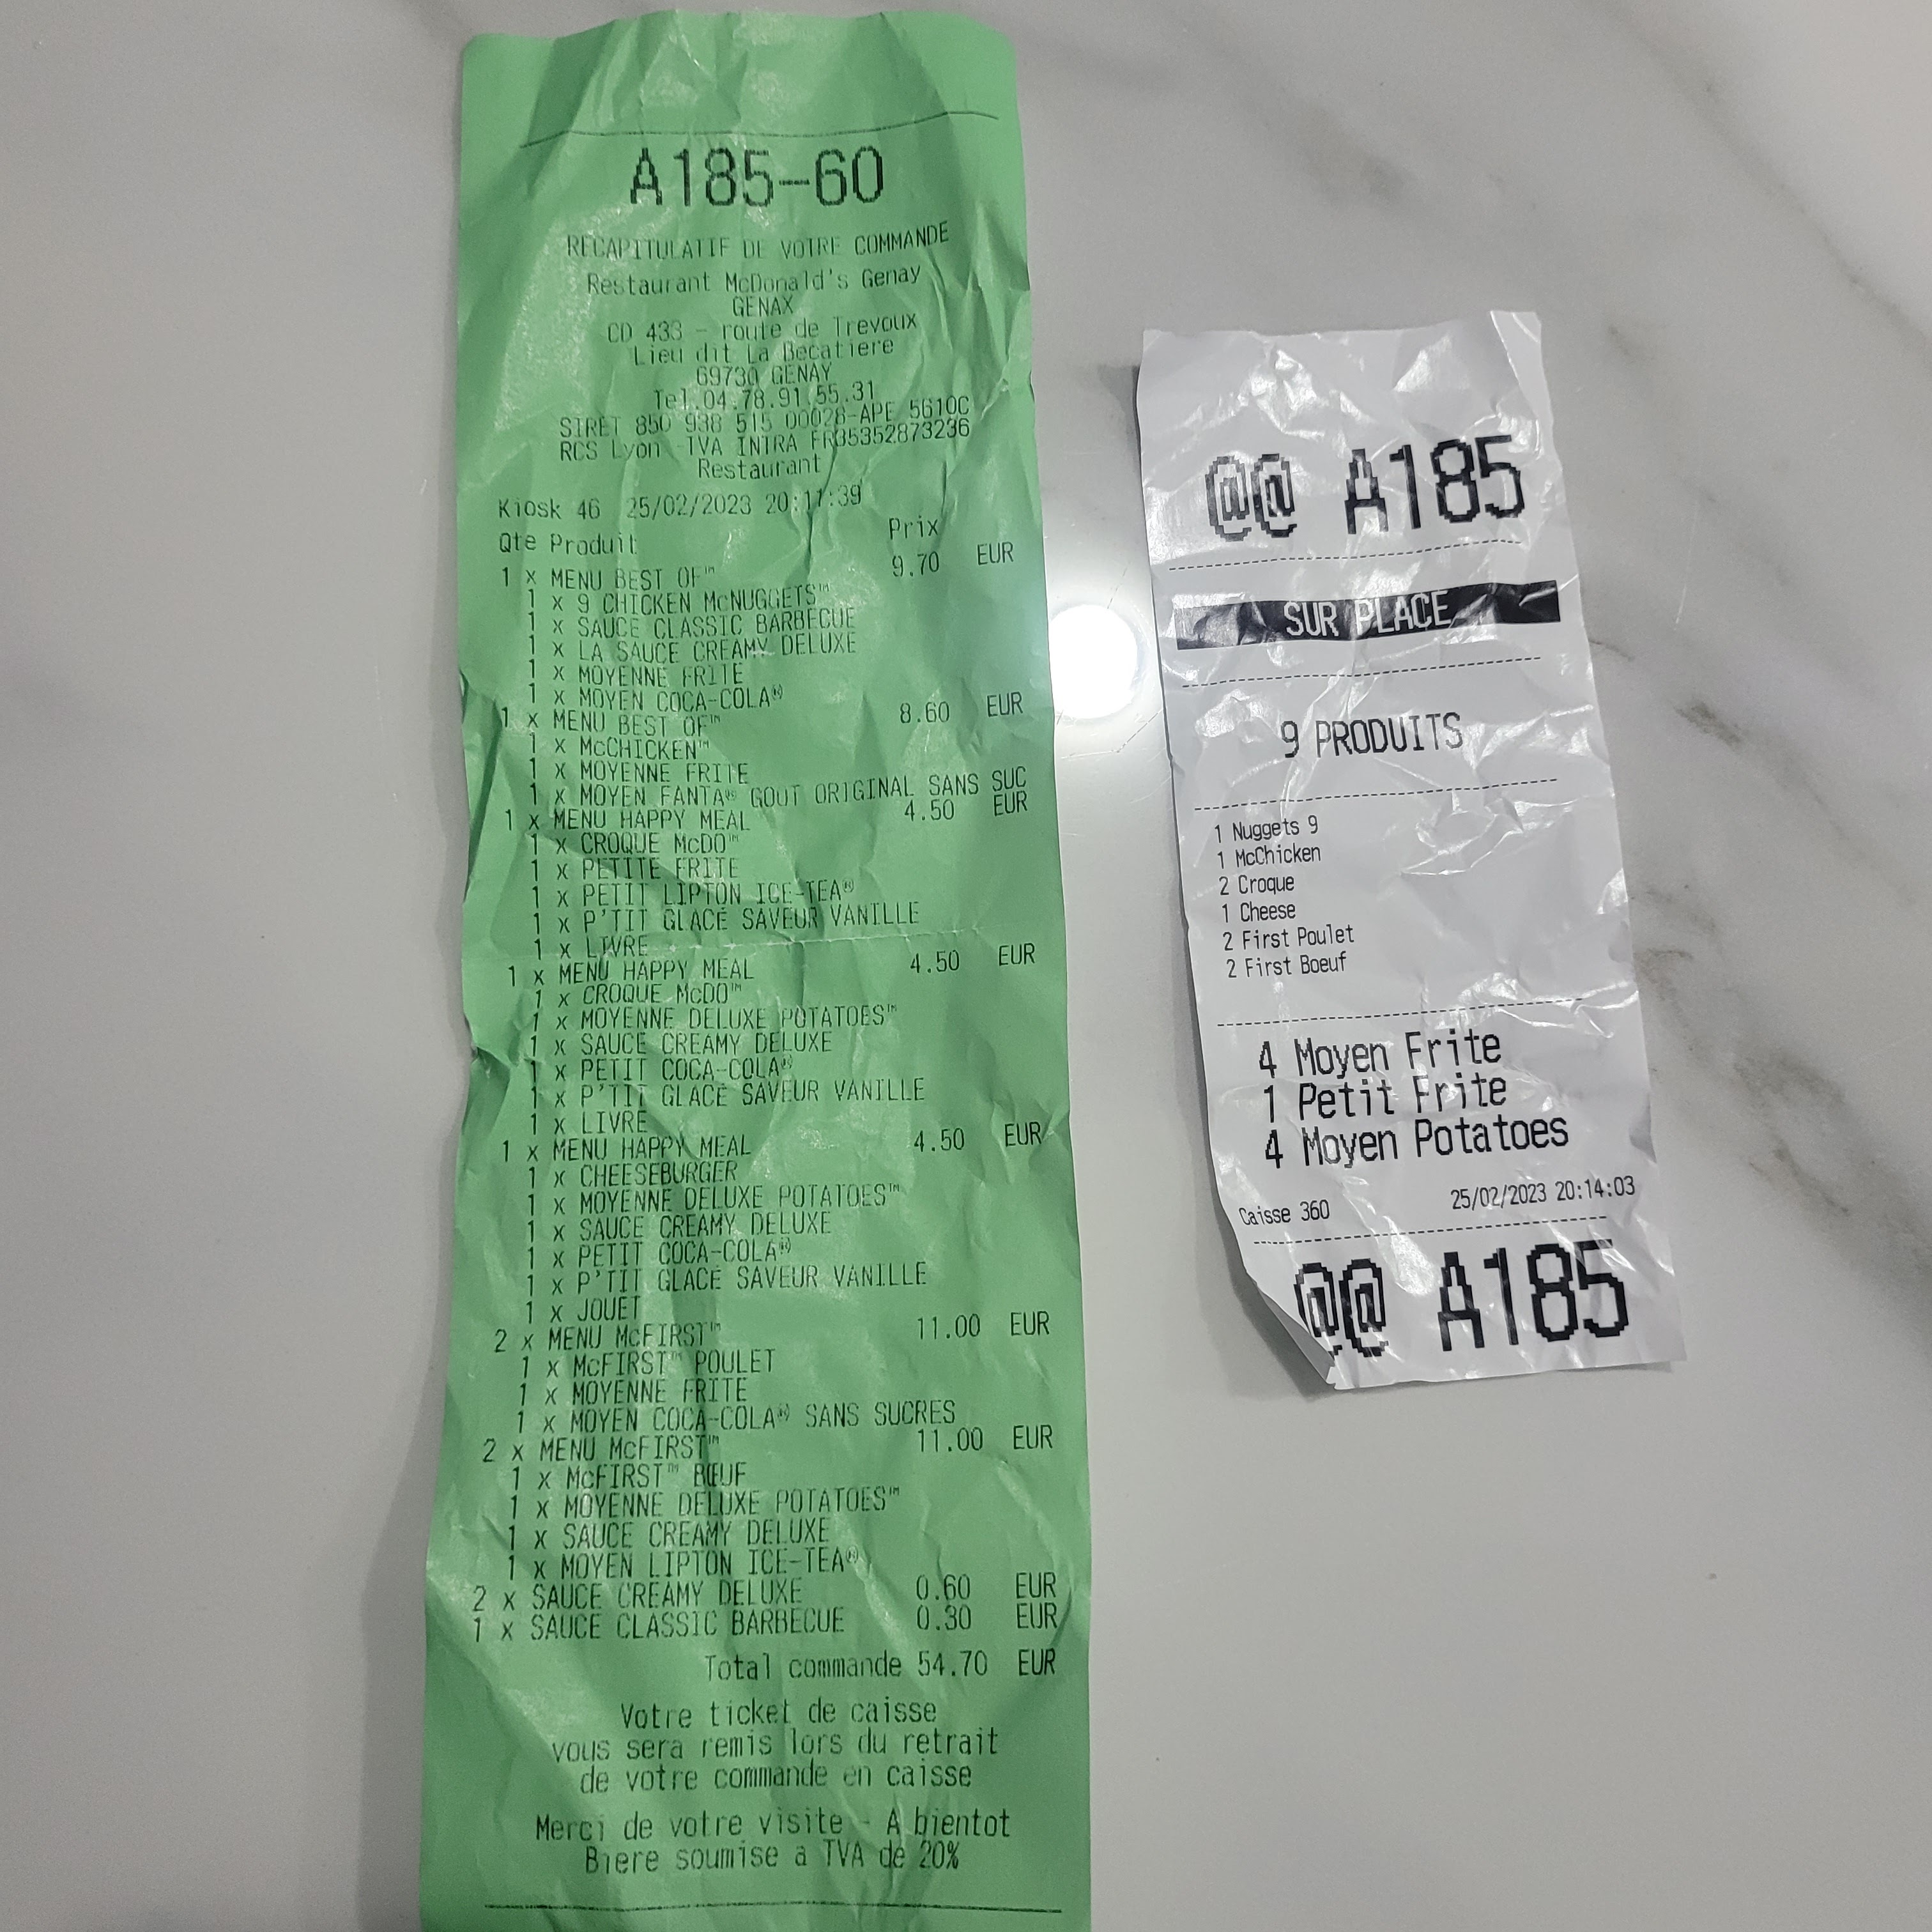 A185-60
RECAPITULATIF DE VOTRE COMMANDE
Restaurant McDonald's Genay
GENAX
CD 433 - route de Trevoux
Lieu dit La Becatiere
69730 GENAY
Tel.04.78.91.55.31
SIRET 850 938 515 00028-APE 5610C
RCS Lyon TVA INTRA FR35352873236
Restaurant
Kiosk 46 25/02/2023 20:11:39
Qte Produit Prix
1 x MENU BEST OF™ 9.70 EUR
1 x 9 CHICKEN McNUGGETS™
1 x SAUCE CLASSIC BARBECUE
1 x LA SAUCE CREAMY DELUXE
1 x MOYENNE FRITE
1 x MOYEN COCA-COLA®
1 x MENU BEST OF™ 8.60 EUR
1 x McCHICKEN™
1 x MOYENNE FRITE
1 x MOYEN FANTA® GOUT ORIGINAL SANS SUC
1 x MENU HAPPY MEAL 4.50 EUR
1 x CROQUE McDO™
1 x PETITE FRITE
1 x PETIT LIPTON ICE-TEA®
1 x P'TIT GLACÉ SAVEUR VANILLE
1 x LIVRE
1 x MENU HAPPY MEAL 4.50 EUR
1 x CROQUE McDO™
1 x MOYENNE DELUXE POTATOES™
1 x SAUCE CREAMY DELUXE
1 x PETIT COCA-COLA®
1 x P'TIT GLACÉ SAVEUR VANILLE
1 x LIVRE
1 x MENU HAPPY MEAL 4.50 EUR
1 x CHEESEBURGER
1 x MOYENNE DELUXE POTATOES™
1 x SAUCE CREAMY DELUXE
1 x PETIT COCA-COLA®
1 x P'TIT GLACÉ SAVEUR VANILLE
1 x JOUET
2 x MENU McFIRST™ 11.00 EUR
1 x McFIRST™ POULET
1 x MOYENNE FRITE
1 x MOYEN COCA-COLA® SANS SUCRES
2 x MENU McFIRST™ 11.00 EUR
1 x McFIRST™ BŒUF
1 x MOYENNE DELUXE POTATOES™
1 x SAUCE CREAMY DELUXE
1 x MOYEN LIPTON ICE-TEA®
2 x SAUCE CREAMY DELUXE 0.60 EUR
1 x SAUCE CLASSIC BARBECUE 0.30 EUR
Total commande 54.70 EUR
Votre ticket de caisse
vous sera remis lors du retrait
de votre commande en caisse
Merci de votre visite - A bientot
Biere soumise a TVA de 20%
@@ A185
SUR PLACE
9 PRODUITS
1 Nuggets 9
1 McChicken
2 Croque
1 Cheese
2 First Poulet
2 First Boeuf
4 Moyen Frite
1 Petit Frite
4 Moyen Potatoes
Caisse 360 25/02/2023 20:14:03
@@ A185